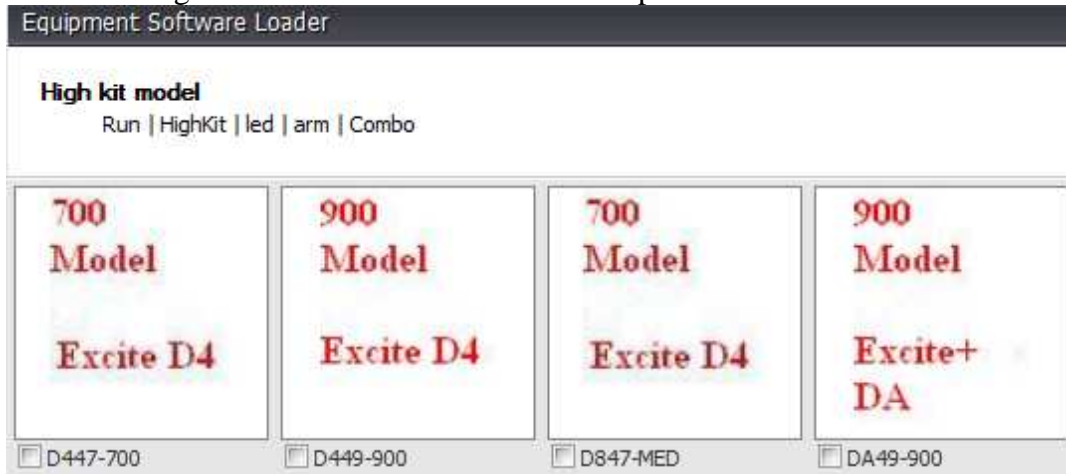 Equipment Software Loader
High kit model
Run | HighKit | led | arm | Combo
700
Model
Excite D4
900
Model
Excite D4
700
Model
Excite D4
900
Model
Excite+
DA
D447-700
D449-900
D847-MED
DA49-900